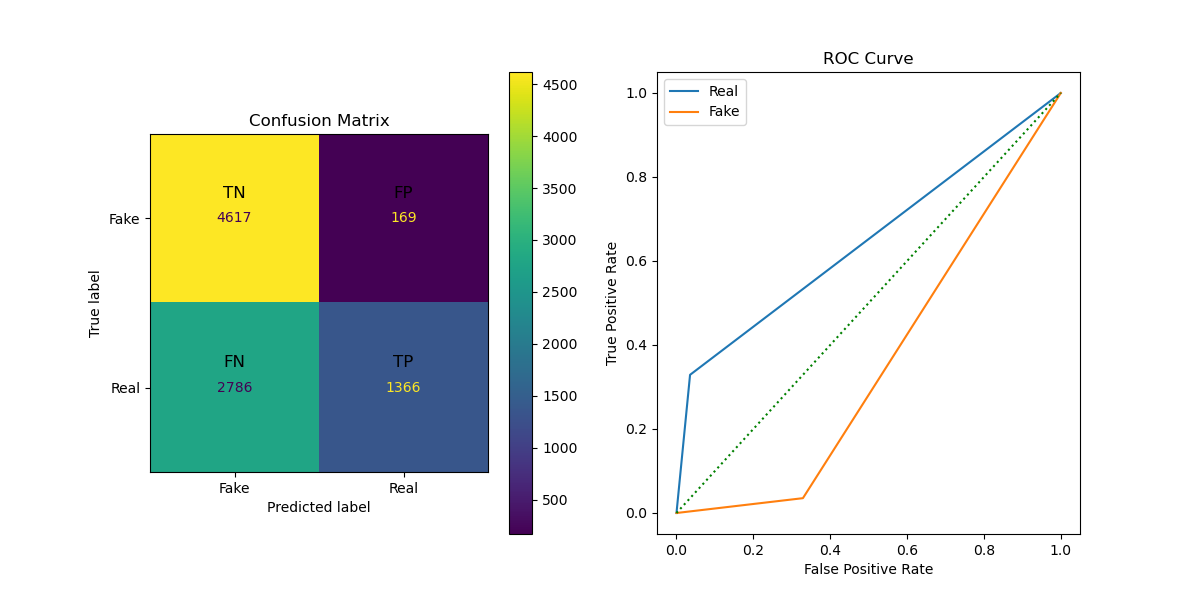 Confusion Matrix
TN
4617
FP
169
FN
2786
TP
1366
Fake
Real
True label
Fake
Real
Predicted label
4500
4000
3500
3000
2500
2000
1500
1000
500
ROC Curve
Real
Fake
1.0
0.8
0.6
0.4
0.2
0.0
True Positive Rate
0.0
0.2
0.4
0.6
0.8
1.0
False Positive Rate